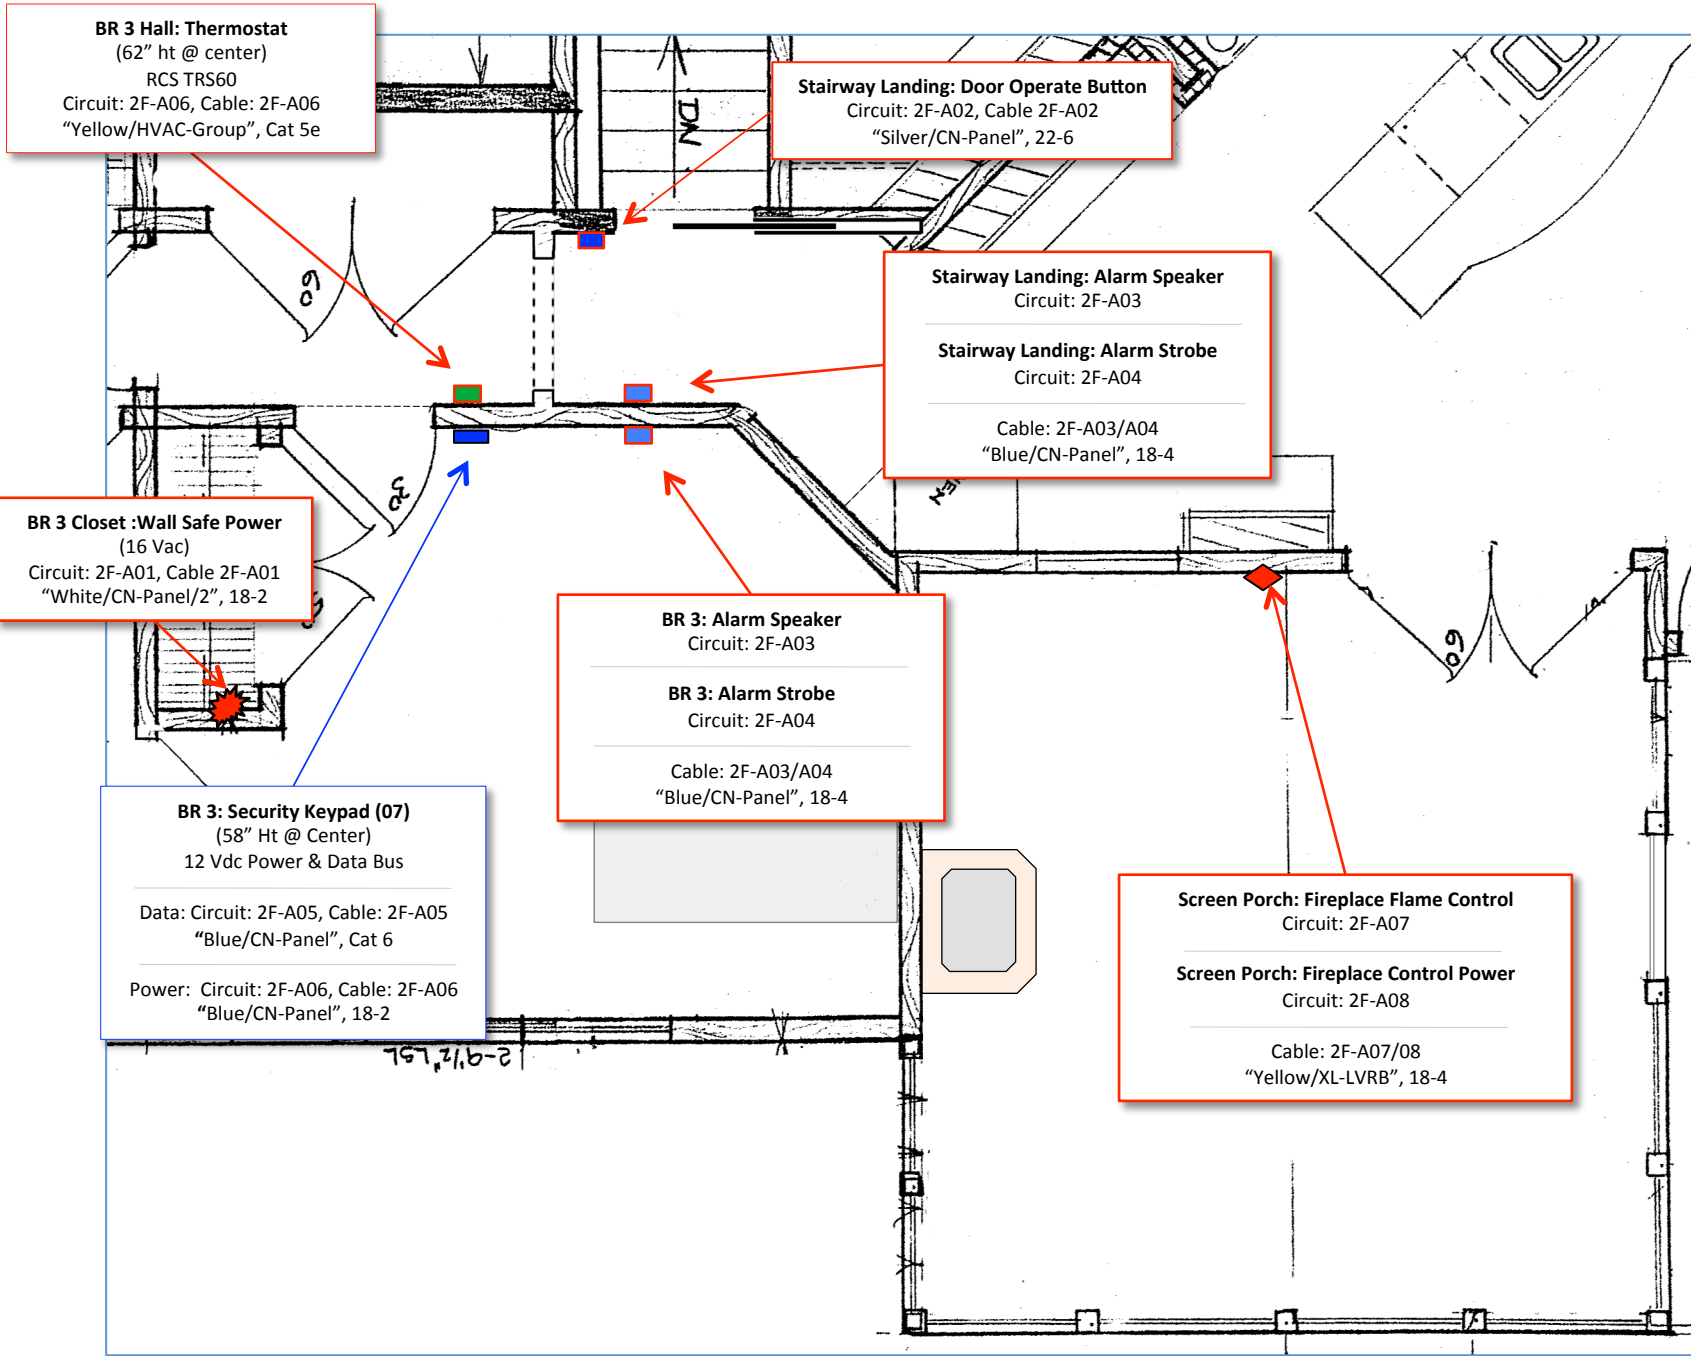 BR 3 Hall: Thermostat
(62” ht @ center)
RCS TRS60
Circuit: 2F-A06, Cable: 2F-A06
“Yellow/HVAC-Group”, Cat 5e
Stairway Landing: Door Operate Button
Circuit: 2F-A02, Cable 2F-A02
“Silver/CN-Panel”, 22-6
DN
60
Stairway Landing: Alarm Speaker
Circuit: 2F-A03
Stairway Landing: Alarm Strobe
Circuit: 2F-A04
Cable: 2F-A03/A04
“Blue/CN-Panel”, 18-4
30
BR 3 Closet :Wall Safe Power
(16 Vac)
Circuit: 2F-A01, Cable 2F-A01
“White/CN-Panel/2”, 18-2
BR 3: Alarm Speaker
Circuit: 2F-A03
BR 3: Alarm Strobe
Circuit: 2F-A04
Cable: 2F-A03/A04
“Blue/CN-Panel”, 18-4
60
BR 3: Security Keypad (07)
(58” Ht @ Center)
12 Vdc Power & Data Bus
Data: Circuit: 2F-A05, Cable: 2F-A05
“Blue/CN-Panel”, Cat 6
Power: Circuit: 2F-A06, Cable: 2F-A06
“Blue/CN-Panel”, 18-2
Screen Porch: Fireplace Flame Control
Circuit: 2F-A07
Screen Porch: Fireplace Control Power
Circuit: 2F-A08
Cable: 2F-A07/08
“Yellow/XL-LVRB”, 18-4
2-9½" LSL